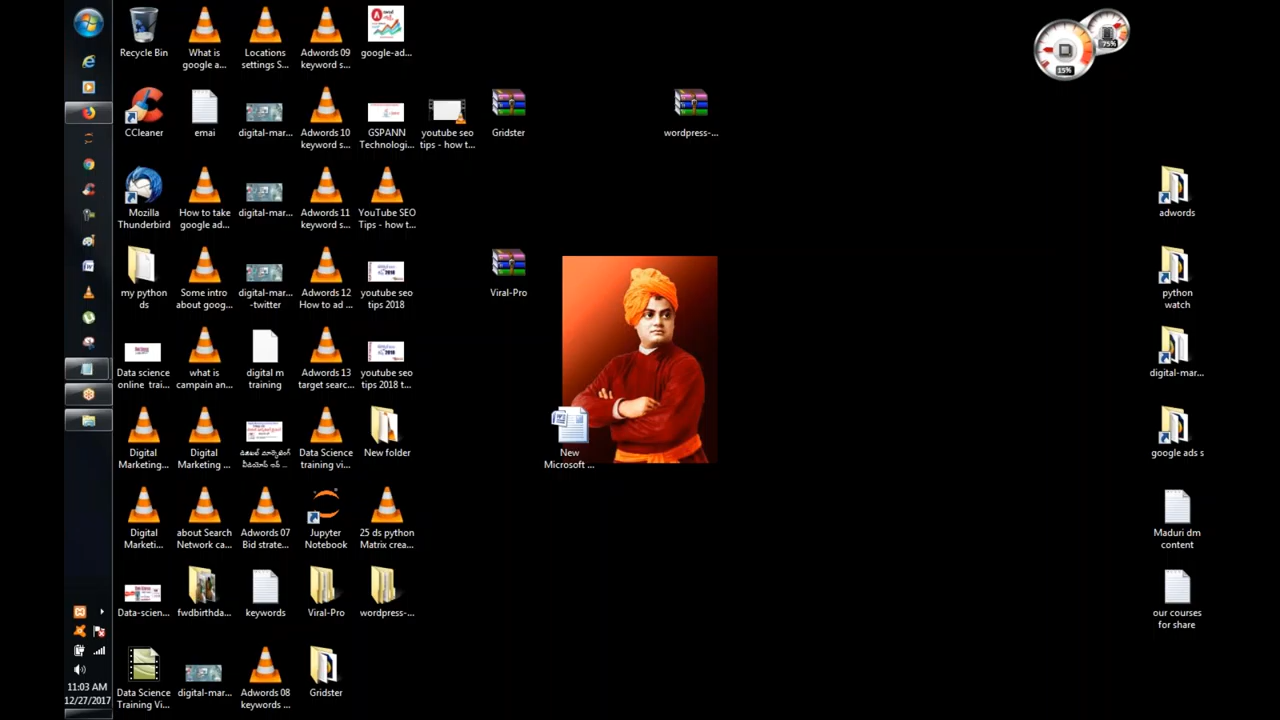 Recycle Bin
What is
google a...
Locations
settings S...
Adwords 09
keyword s...
google-ad...
CCleaner
emai
digital-mar...
Adwords 10
keyword s...
GSPANN
Technologi...
youtube seo
tips - how t...
Gridster
wordpress-...
Mozilla
Thunderbird
How to take
google ad...
digital-mar...
Adwords 11
keyword s...
YouTube SEO
Tips - how t...
adwords
my python
ds
Some intro
about goog...
digital-mar...
-twitter
Adwords 12
How to ad ...
youtube seo
tips 2018
Viral-Pro
python
watch
Data science
online trai...
what is
campain an...
digital m
training
Adwords 13
target searc...
youtube seo
tips 2018 t...
digital-mar...
Digital
Marketing...
Digital
Marketing ...
డిజిటల్ మార్కెటింగ్
Data Science
training vi...
New folder
New
Microsoft ...
google ads s
Digital
Marketi...
about Search
Network ca...
Adwords 07
Bid strate...
Jupyter
Notebook
25 ds python
Matrix crea...
Maduri dm
content
Data-scien...
fwdbirthda...
keywords
Viral-Pro
wordpress-...
our courses
for share
Data Science
Training Vi...
digital-mar...
Adwords 08
keywords ...
Gridster
11:03 AM
12/27/2017
15%
75%